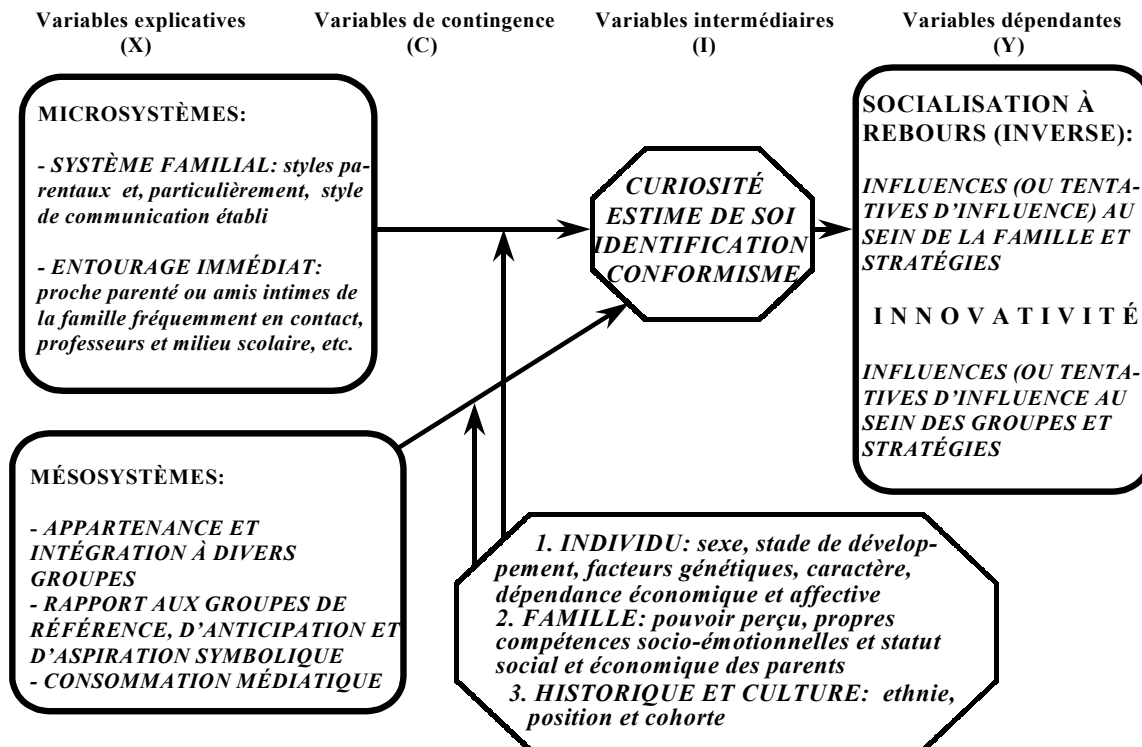 Variables explicatives
(X)
Variables de contingence
(C)
Variables intermédiaires
(I)
Variables dépendantes
(Y)
MICROSYSTÈMES:
- SYSTÈME FAMILIAL: styles pa-
rentaux et, particulièrement, style
de communication établi
- ENTOURAGE IMMÉDIAT:
proche parenté ou amis intimes de
la famille fréquemment en contact,
professeurs et milieu scolaire, etc.
MÉSOSYSTÈMES:
- APPARTENANCE ET
INTÉGRATION À DIVERS
GROUPES
- RAPPORT AUX GROUPES DE
RÉFÉRENCE, D'ANTICIPATION ET
D'ASPIRATION SYMBOLIQUE
- CONSOMMATION MÉDIATIQUE
1. INDIVIDU: sexe, stade de dévelop-
pement, facteurs génétiques, caractère,
dépendance économique et affective
2. FAMILLE: pouvoir perçu, propres
compétences socio-émotionnelles et statut
social et économique des parents
3. HISTORIQUE ET CULTURE: ethnie,
position et cohorte
CURIOSITÉ
ESTIME DE SOI
IDENTIFICATION
CONFORMISME
SOCIALISATION À
REBOURS (INVERSE):
INFLUENCES (OU TENTA-
TIVES D'INFLUENCE) AU
SEIN DE LA FAMILLE ET
STRATÉGIES
INNOVATIVITÉ
INFLUENCES (OU TENTA-
TIVES D'INFLUENCE AU
SEIN DES GROUPES ET
STRATÉGIES